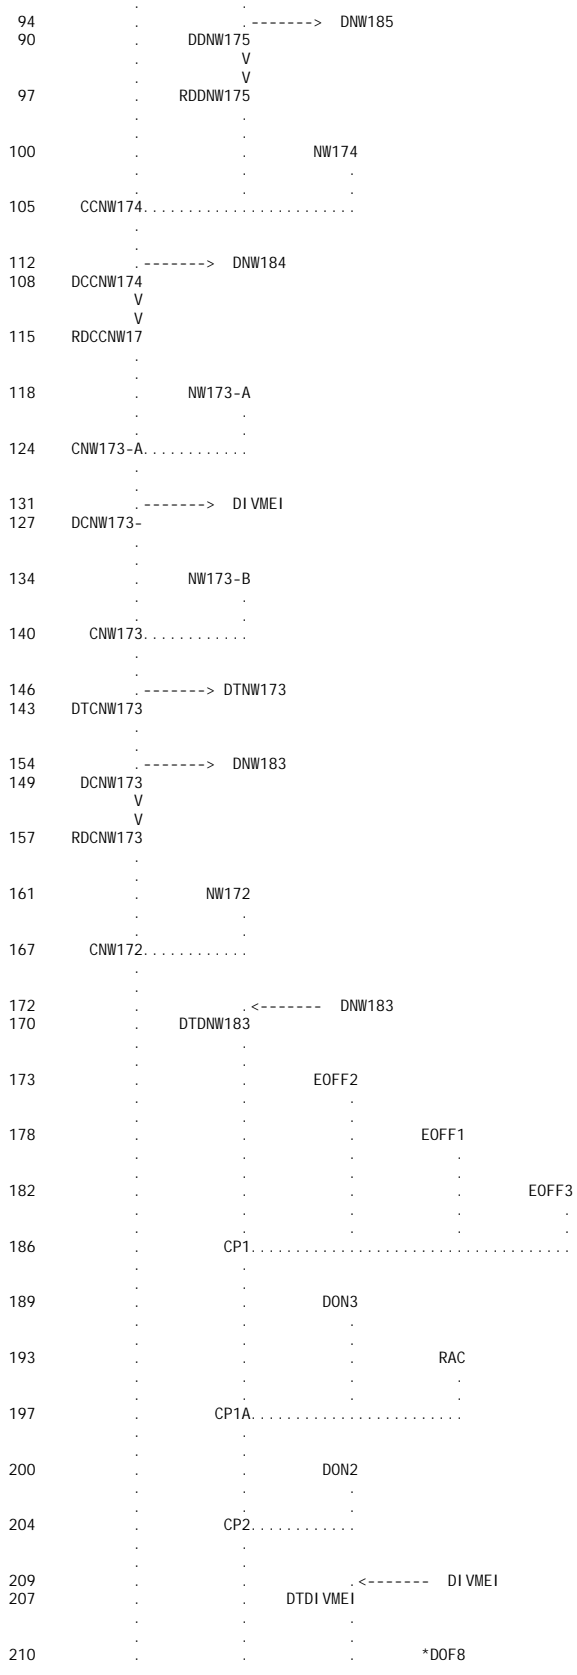 . .
94 . .-------> DNW185
90 . DDNW175
. V
. V
97 . RDDNW175
. .
. .
100 . . NW174
. . .
. . .
105 CCNW174........................
.
.
112 .-------> DNW184
108 DCCNW174
V
V
115 RDCCNW17
.
.
118 . NW173-A
. .
. .
124 CNW173-A............
.
.
131 .-------> DIVMEI
127 DCNW173-
.
.
134 . NW173-B
. .
. .
140 CNW173............
.
.
146 .-------> DTNW173
143 DTCNW173
.
.
154 .-------> DNW183
149 DCNW173
V
V
157 RDCNW173
.
.
161 . NW172
. .
. .
167 CNW172............
.
.
172 . .<------- DNW183
170 . DTDNW183
. .
. .
173 . . EOFF2
. . .
. . .
178 . . . EOFF1
. . . .
. . . .
182 . . . . EOFF3
. . . . .
. . . . .
186 . CP1....................................
. .
. .
189 . . DON3
. . .
. . .
193 . . . RAC
. . . .
. . . .
197 . CP1A........................
. .
. .
200 . . DON2
. . .
. . .
204 . CP2............
. .
. .
209 . . .<------- DIVMEI
207 . . DTDIVMEI
. . .
. . .
210 . . . *DOF8